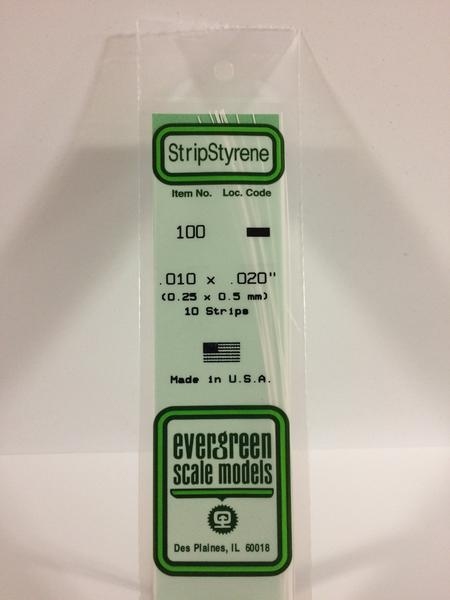 StripStyrene
Item No. Loc. Code
100
.010 x .020"
(0.25 x 0.5 mm)
10 Strips
Made in U.S.A.
evergreen
scale models
Des Plaines, IL 60018